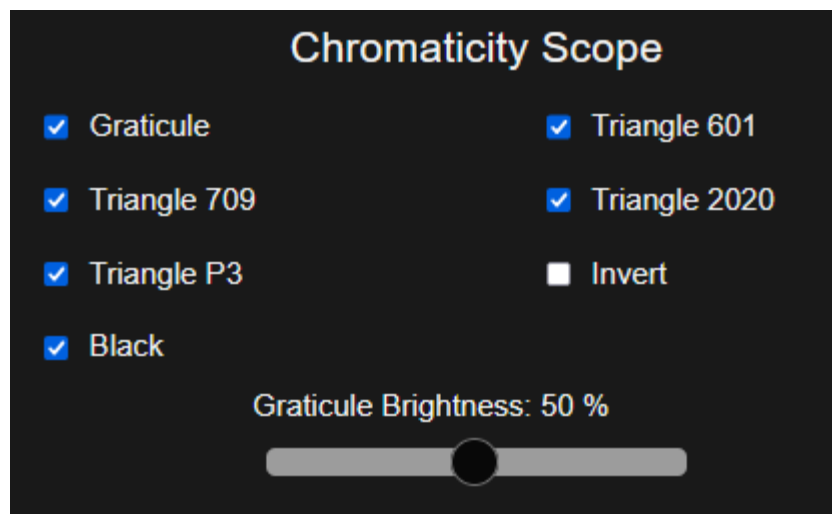 Chromaticity Scope
Graticule Triangle 601
Triangle 709 Triangle 2020
Triangle P3 Invert
Black
Graticule Brightness: 50 %